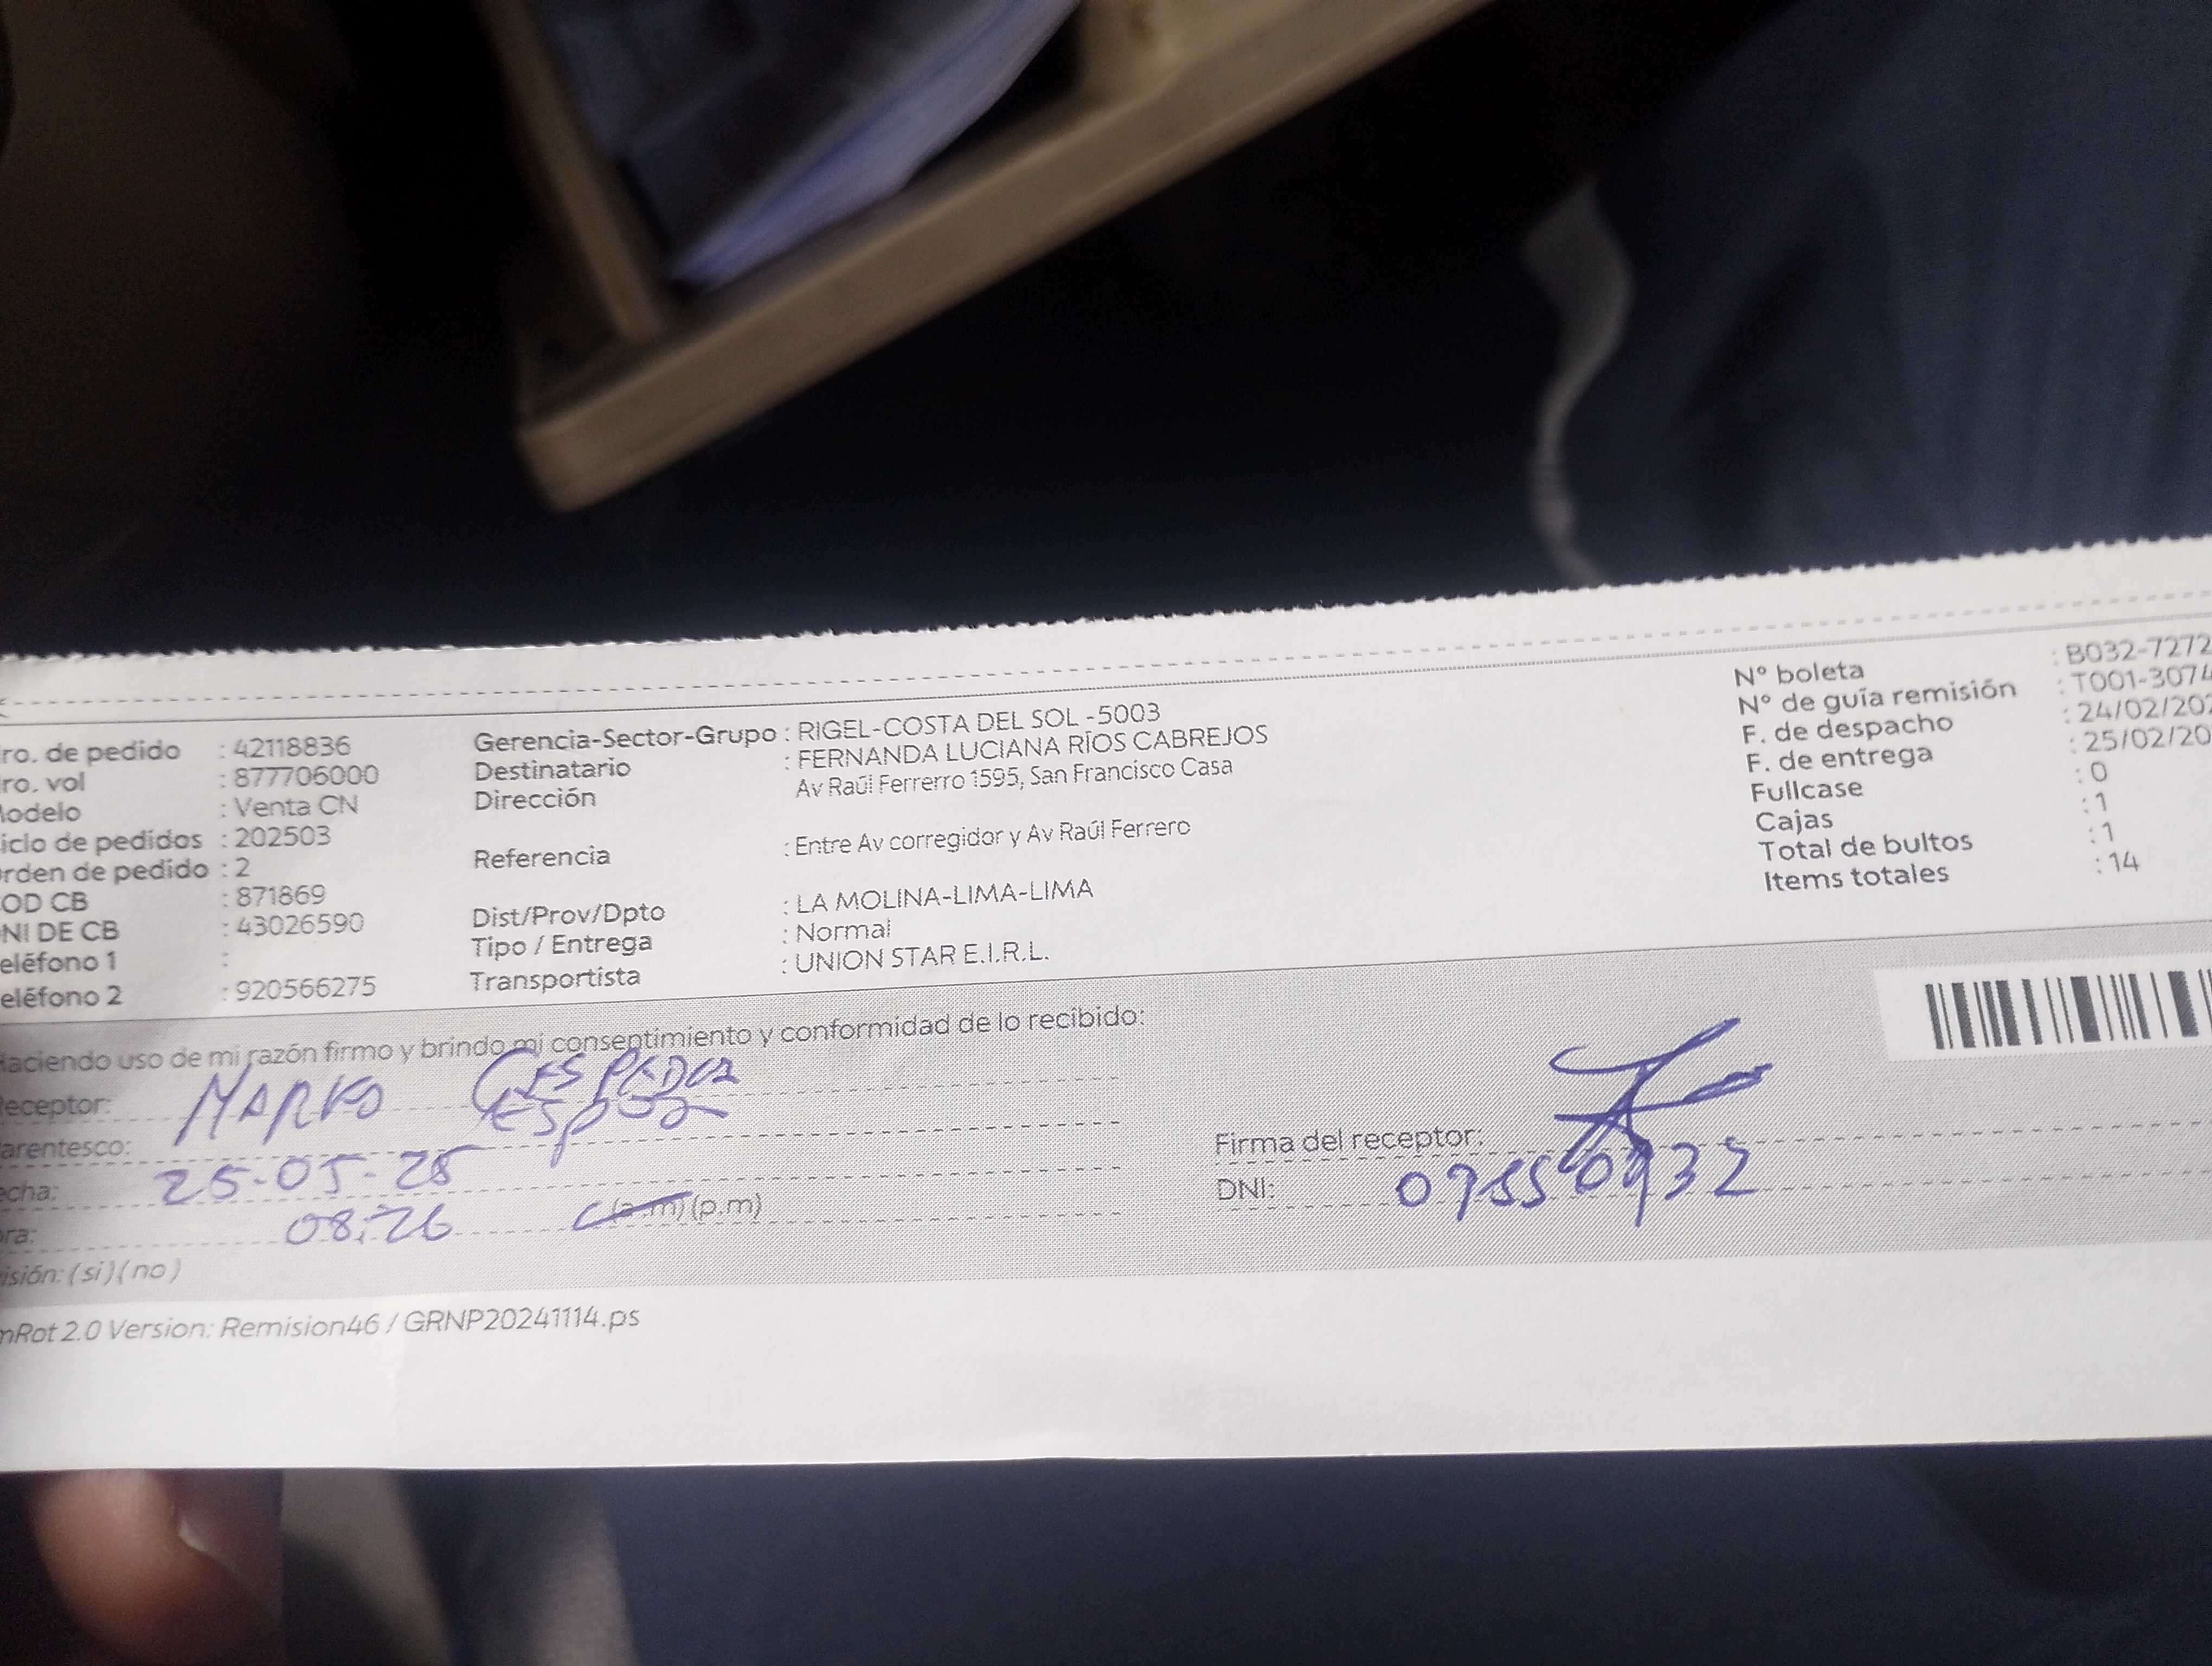 ro. de pedido : 42118836
ro. vol : 877706000
odelo : Venta CN
iclo de pedidos : 202503
rden de pedido : 2
OD CB : 871869
NI DE CB : 43026590
eléfono 1 :
eléfono 2 : 920566275
Gerencia-Sector-Grupo : RIGEL-COSTA DEL SOL -5003
Destinatario : FERNANDA LUCIANA RÍOS CABREJOS
Dirección Av Raúl Ferrerro 1595, San Francisco Casa
Referencia : Entre Av corregidor y Av Raúl Ferrero
Dist/Prov/Dpto : LA MOLINA-LIMA-LIMA
Tipo / Entrega : Normal
Transportista : UNION STAR E.I.R.L.
N° boleta : B032-7272
N° de guía remisión : T001-3074
F. de despacho : 24/02/202
F. de entrega : 25/02/20
Fullcase : 0
Cajas : 1
Total de bultos : 1
Items totales : 14
aciendo uso de mi razón firmo y brindo mi consentimiento y conformidad de lo recibido:
eceptor: MARKO
arentesco: ESPOZO
echa: 25-05-25
ora: 08:26 (a.m) (p.m)
isión: (si) (no)
Firma del receptor:
DNI:
nRot 2.0 Version: Remision46 / GRNP20241114.ps